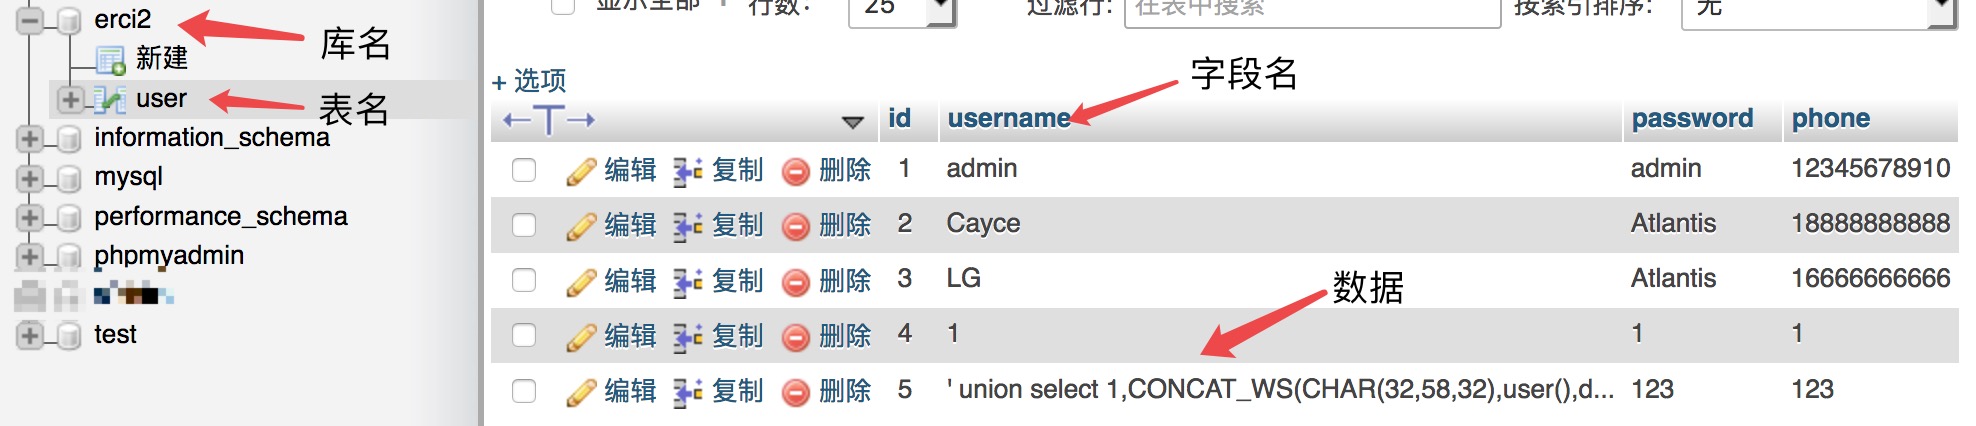 erci2
库名
新建
user
表名
information_schema
mysql
performance_schema
phpmyadmin
test
显示全部 行数： 25 过滤行: 在表中搜索 按索引排序: 无
+ 选项
字段名
←T→ id username password phone
编辑 复制 删除 1 admin admin 12345678910
编辑 复制 删除 2 Cayce Atlantis 18888888888
编辑 复制 删除 3 LG Atlantis 16666666666
数据
编辑 复制 删除 4 1 1 1
编辑 复制 删除 5 ' union select 1,CONCAT_WS(CHAR(32,58,32),user(),d... 123 123